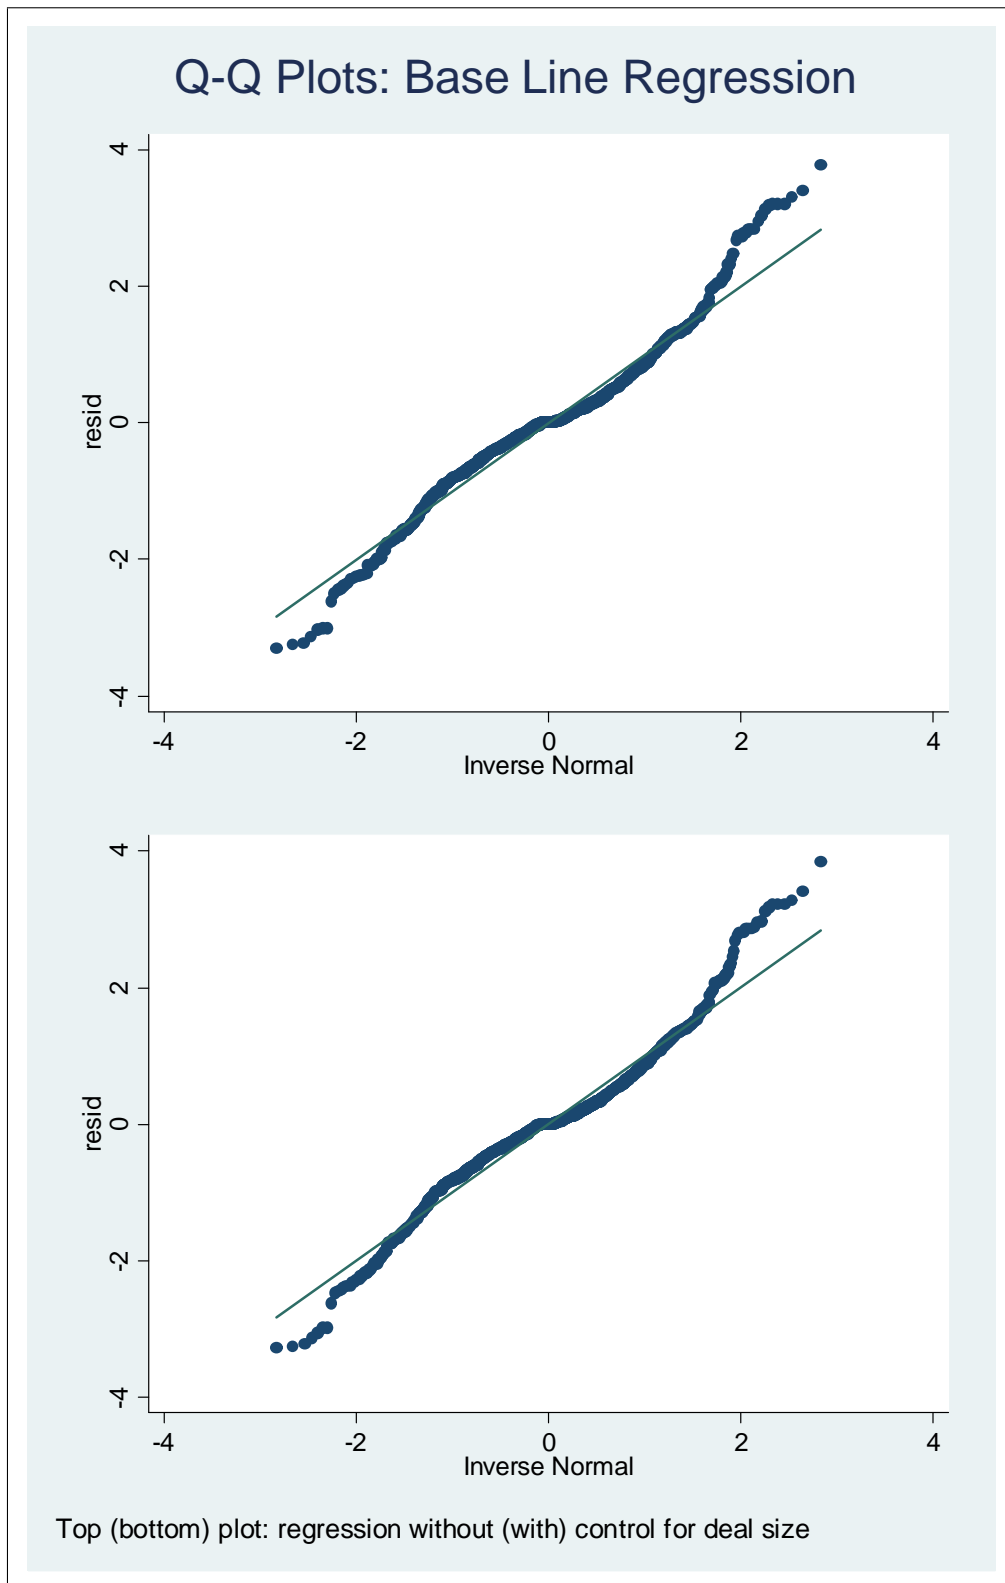 Q-Q Plots: Base Line Regression
4
2
0
-2
-4
resid
-4 -2 0 2 4
Inverse Normal
4
2
0
-2
-4
resid
-4 -2 0 2 4
Inverse Normal
Top (bottom) plot: regression without (with) control for deal size